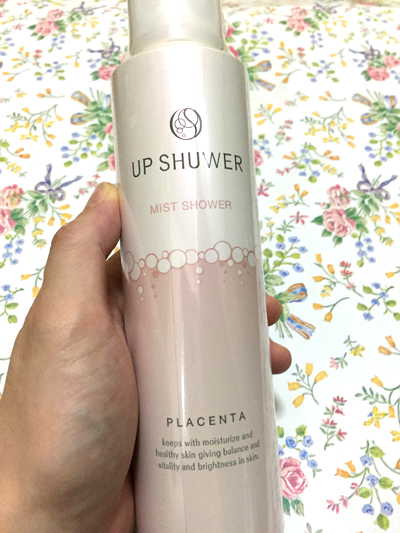 UP SHUWER
MIST SHOWER
PLACENTA
keeps with moisturize and
healthy skin giving balance and
vitality and brightness in skin.